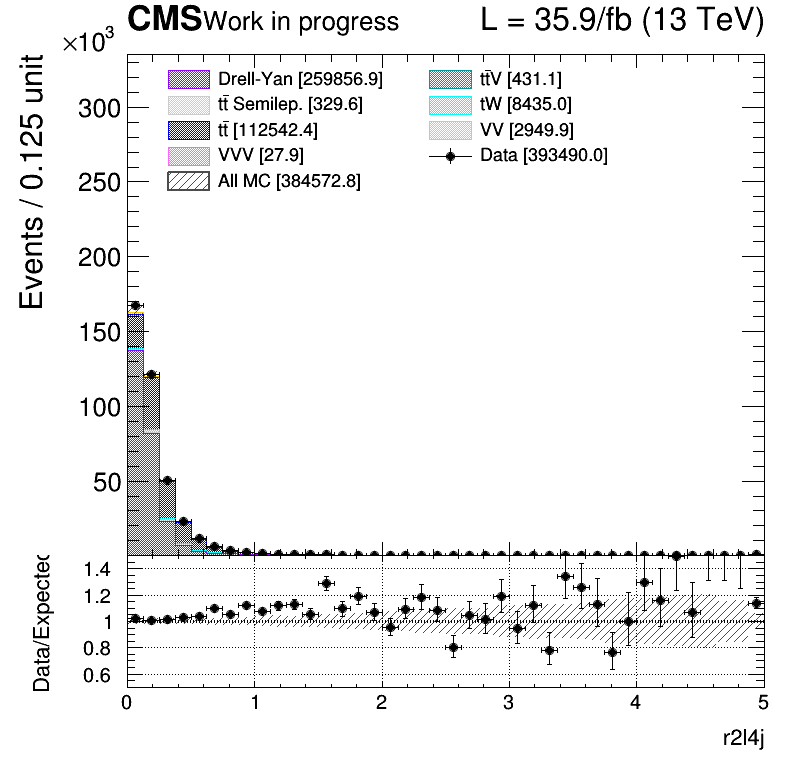 CMS Work in progress L = 35.9/fb (13 TeV)
×10³
Events / 0.125 unit
300
250
200
150
100
50
Drell-Yan [259856.9]
tt̄ Semilep. [329.6]
tt̄ [112542.4]
VVV [27.9]
All MC [384572.8]
tt̄V [431.1]
tW [8435.0]
VV [2949.9]
Data [393490.0]
Data/Expected
1.4
1.2
1
0.8
0.6
0 1 2 3 4 5
r2l4j